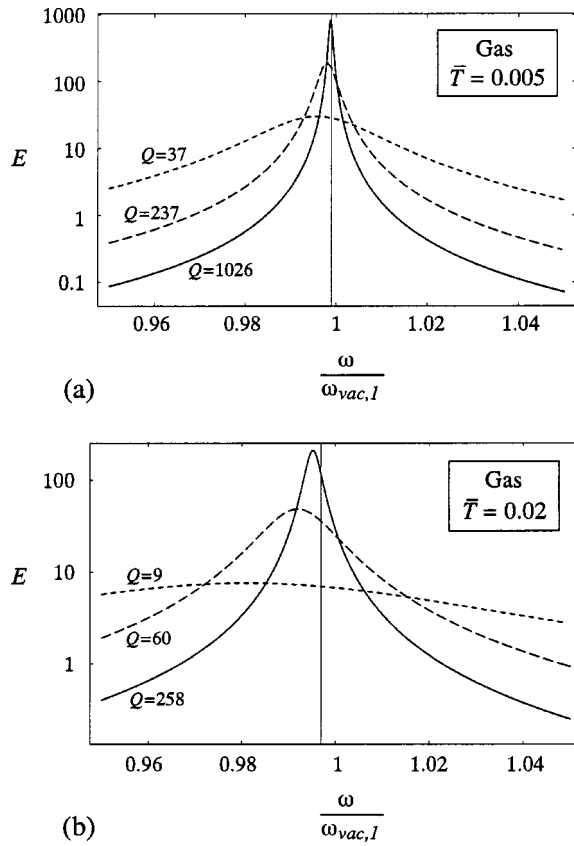 1000
100
10
1
0.1
E
Gas
T̄ = 0.005
Q=37
Q=237
Q=1026
0.96 0.98 1 1.02 1.04
ω
ω_vac,1
(a)
100
10
1
E
Gas
T̄ = 0.02
Q=9
Q=60
Q=258
0.96 0.98 1 1.02 1.04
ω
ω_vac,1
(b)